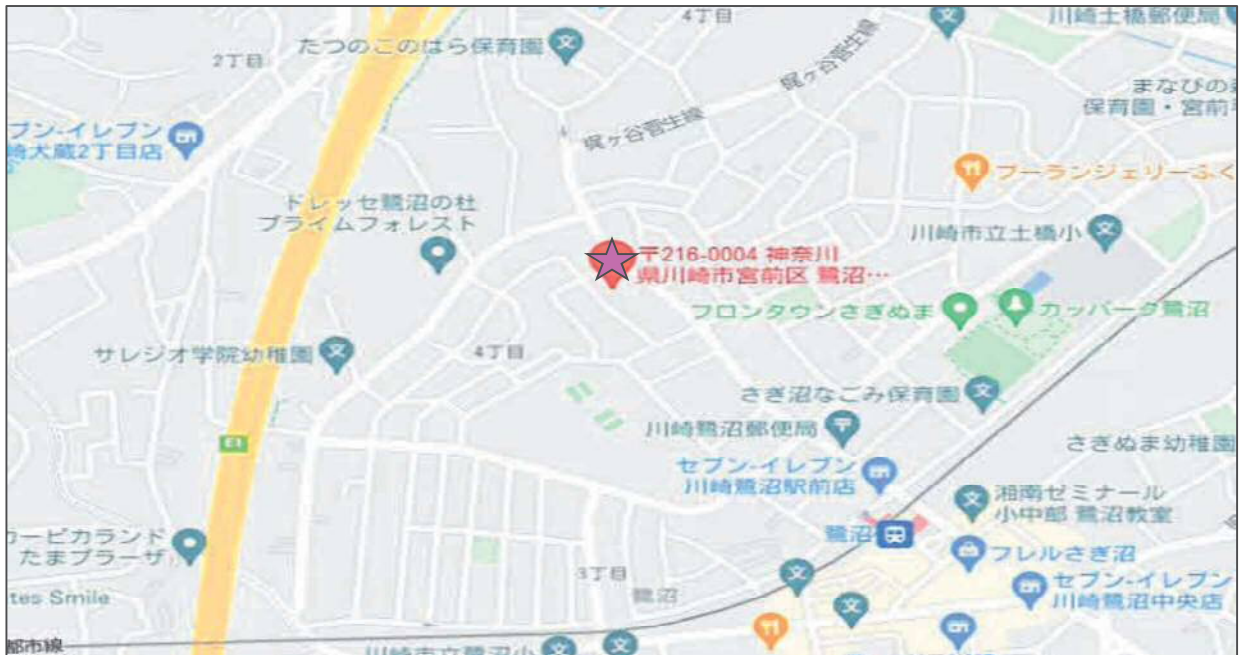 4丁目
川崎土橋郵便局
たつのこのはら保育園
2丁目
梶ヶ谷菅生線
まなびの
保育園・宮前
ブン-イレブン
崎大蔵2丁目店
梶ヶ谷菅生線
ブーランジェリーふく
ドレッセ鷺沼の杜
プライムフォレスト
川崎市立土橋小
〒216-0004 神奈川
県川崎市宮前区 鷺沼…
フロンタウンさぎぬま
カッパーク鷺沼
サレジオ学院幼稚園
4丁目
さぎ沼なごみ保育園
川崎鷺沼郵便局
さぎぬま幼稚園
E1
セブン-イレブン
川崎鷺沼駅前店
湘南ゼミナール
小中部 鷺沼教室
鷺沼
カーピカランド
たまプラーザ
フレルさぎ沼
3丁目
セブン-イレブン
川崎鷺沼中央店
tes Smile
鷺沼
都市線
川崎市立鷺沼小